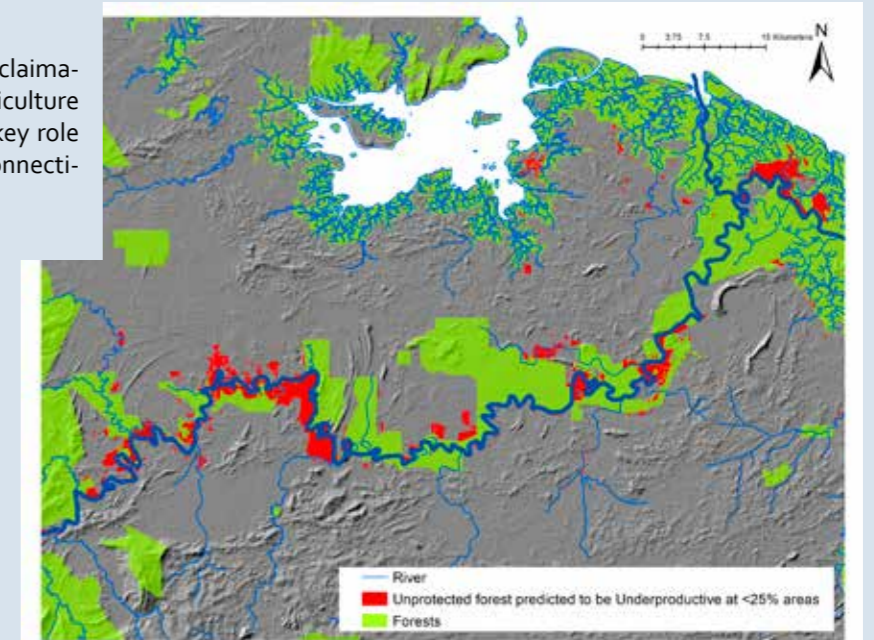 claima-
iculture
key role
onnecti-
N
0 3.75 7.5 15 Kilometers
River
Unprotected forest predicted to be Underproductive at <25% areas
Forests